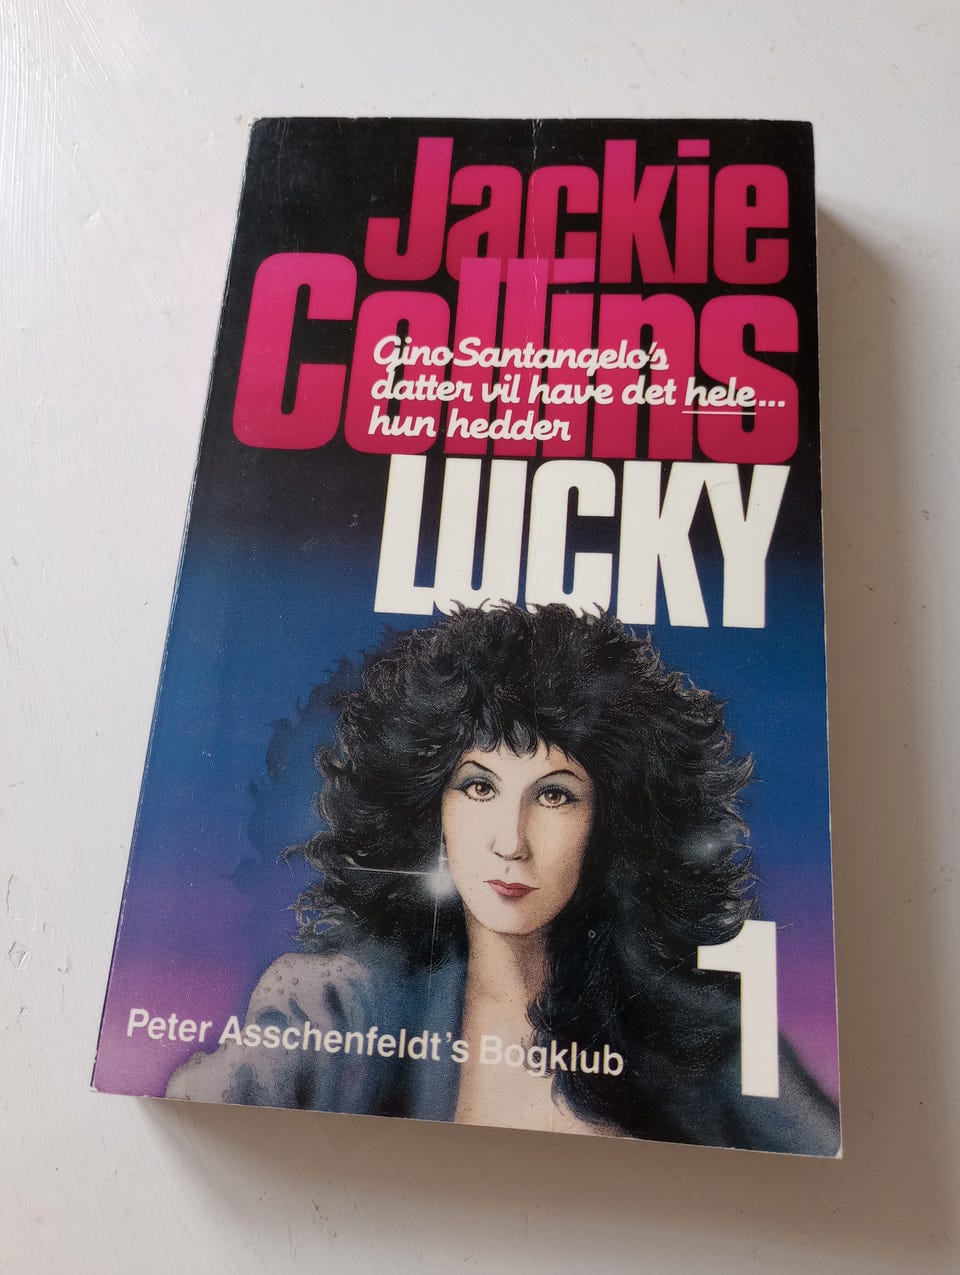 Jackie
Collins
Gino Santangelo's
datter vil have det hele...
hun hedder
LUCKY
1
Peter Asschenfeldt's Bogklub